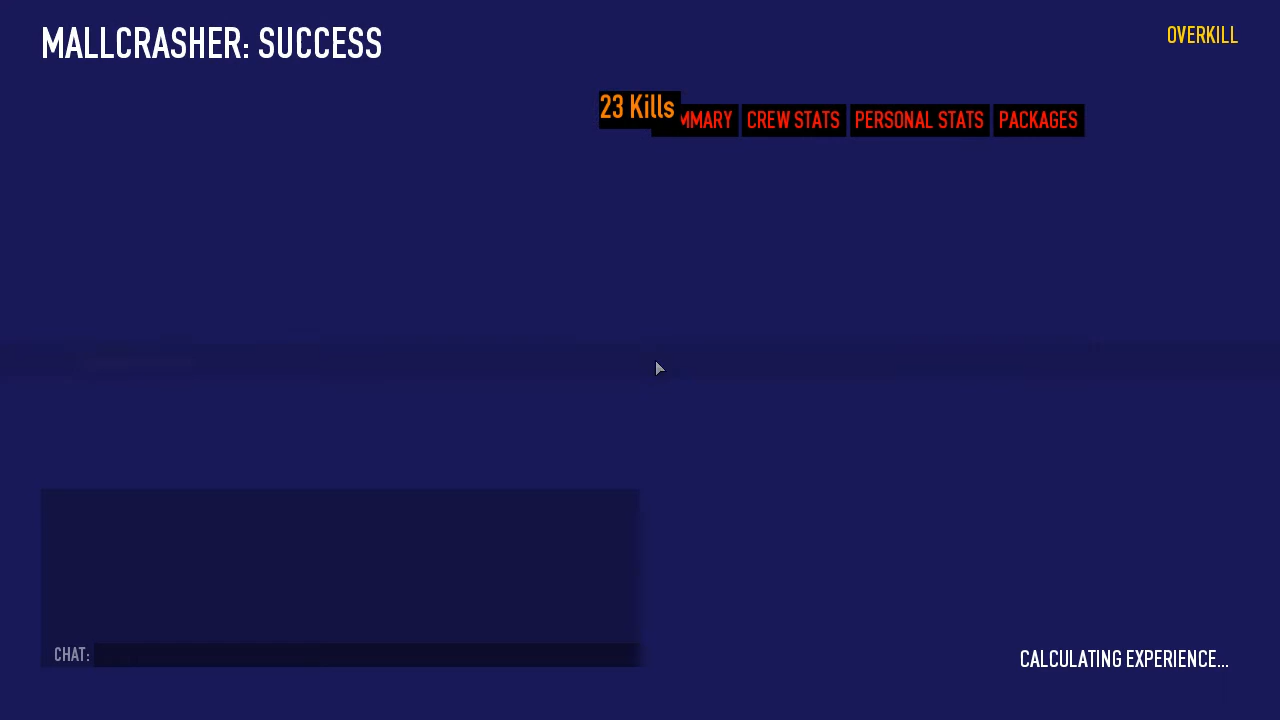 MALLCRASHER: SUCCESS
OVERKILL
23 Kills
MMARY CREW STATS PERSONAL STATS PACKAGES
CHAT:
CALCULATING EXPERIENCE...